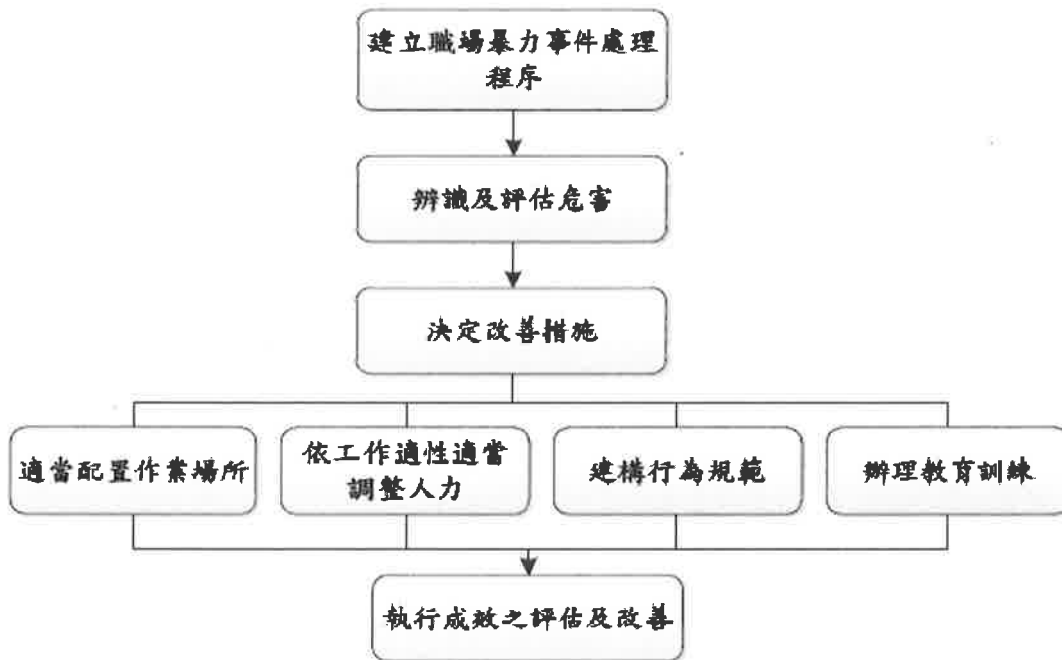 建立職場暴力事件處理
程序
辨識及評估危害
決定改善措施
適當配置作業場所
依工作適性適當
調整人力
建構行為規範
辦理教育訓練
執行成效之評估及改善